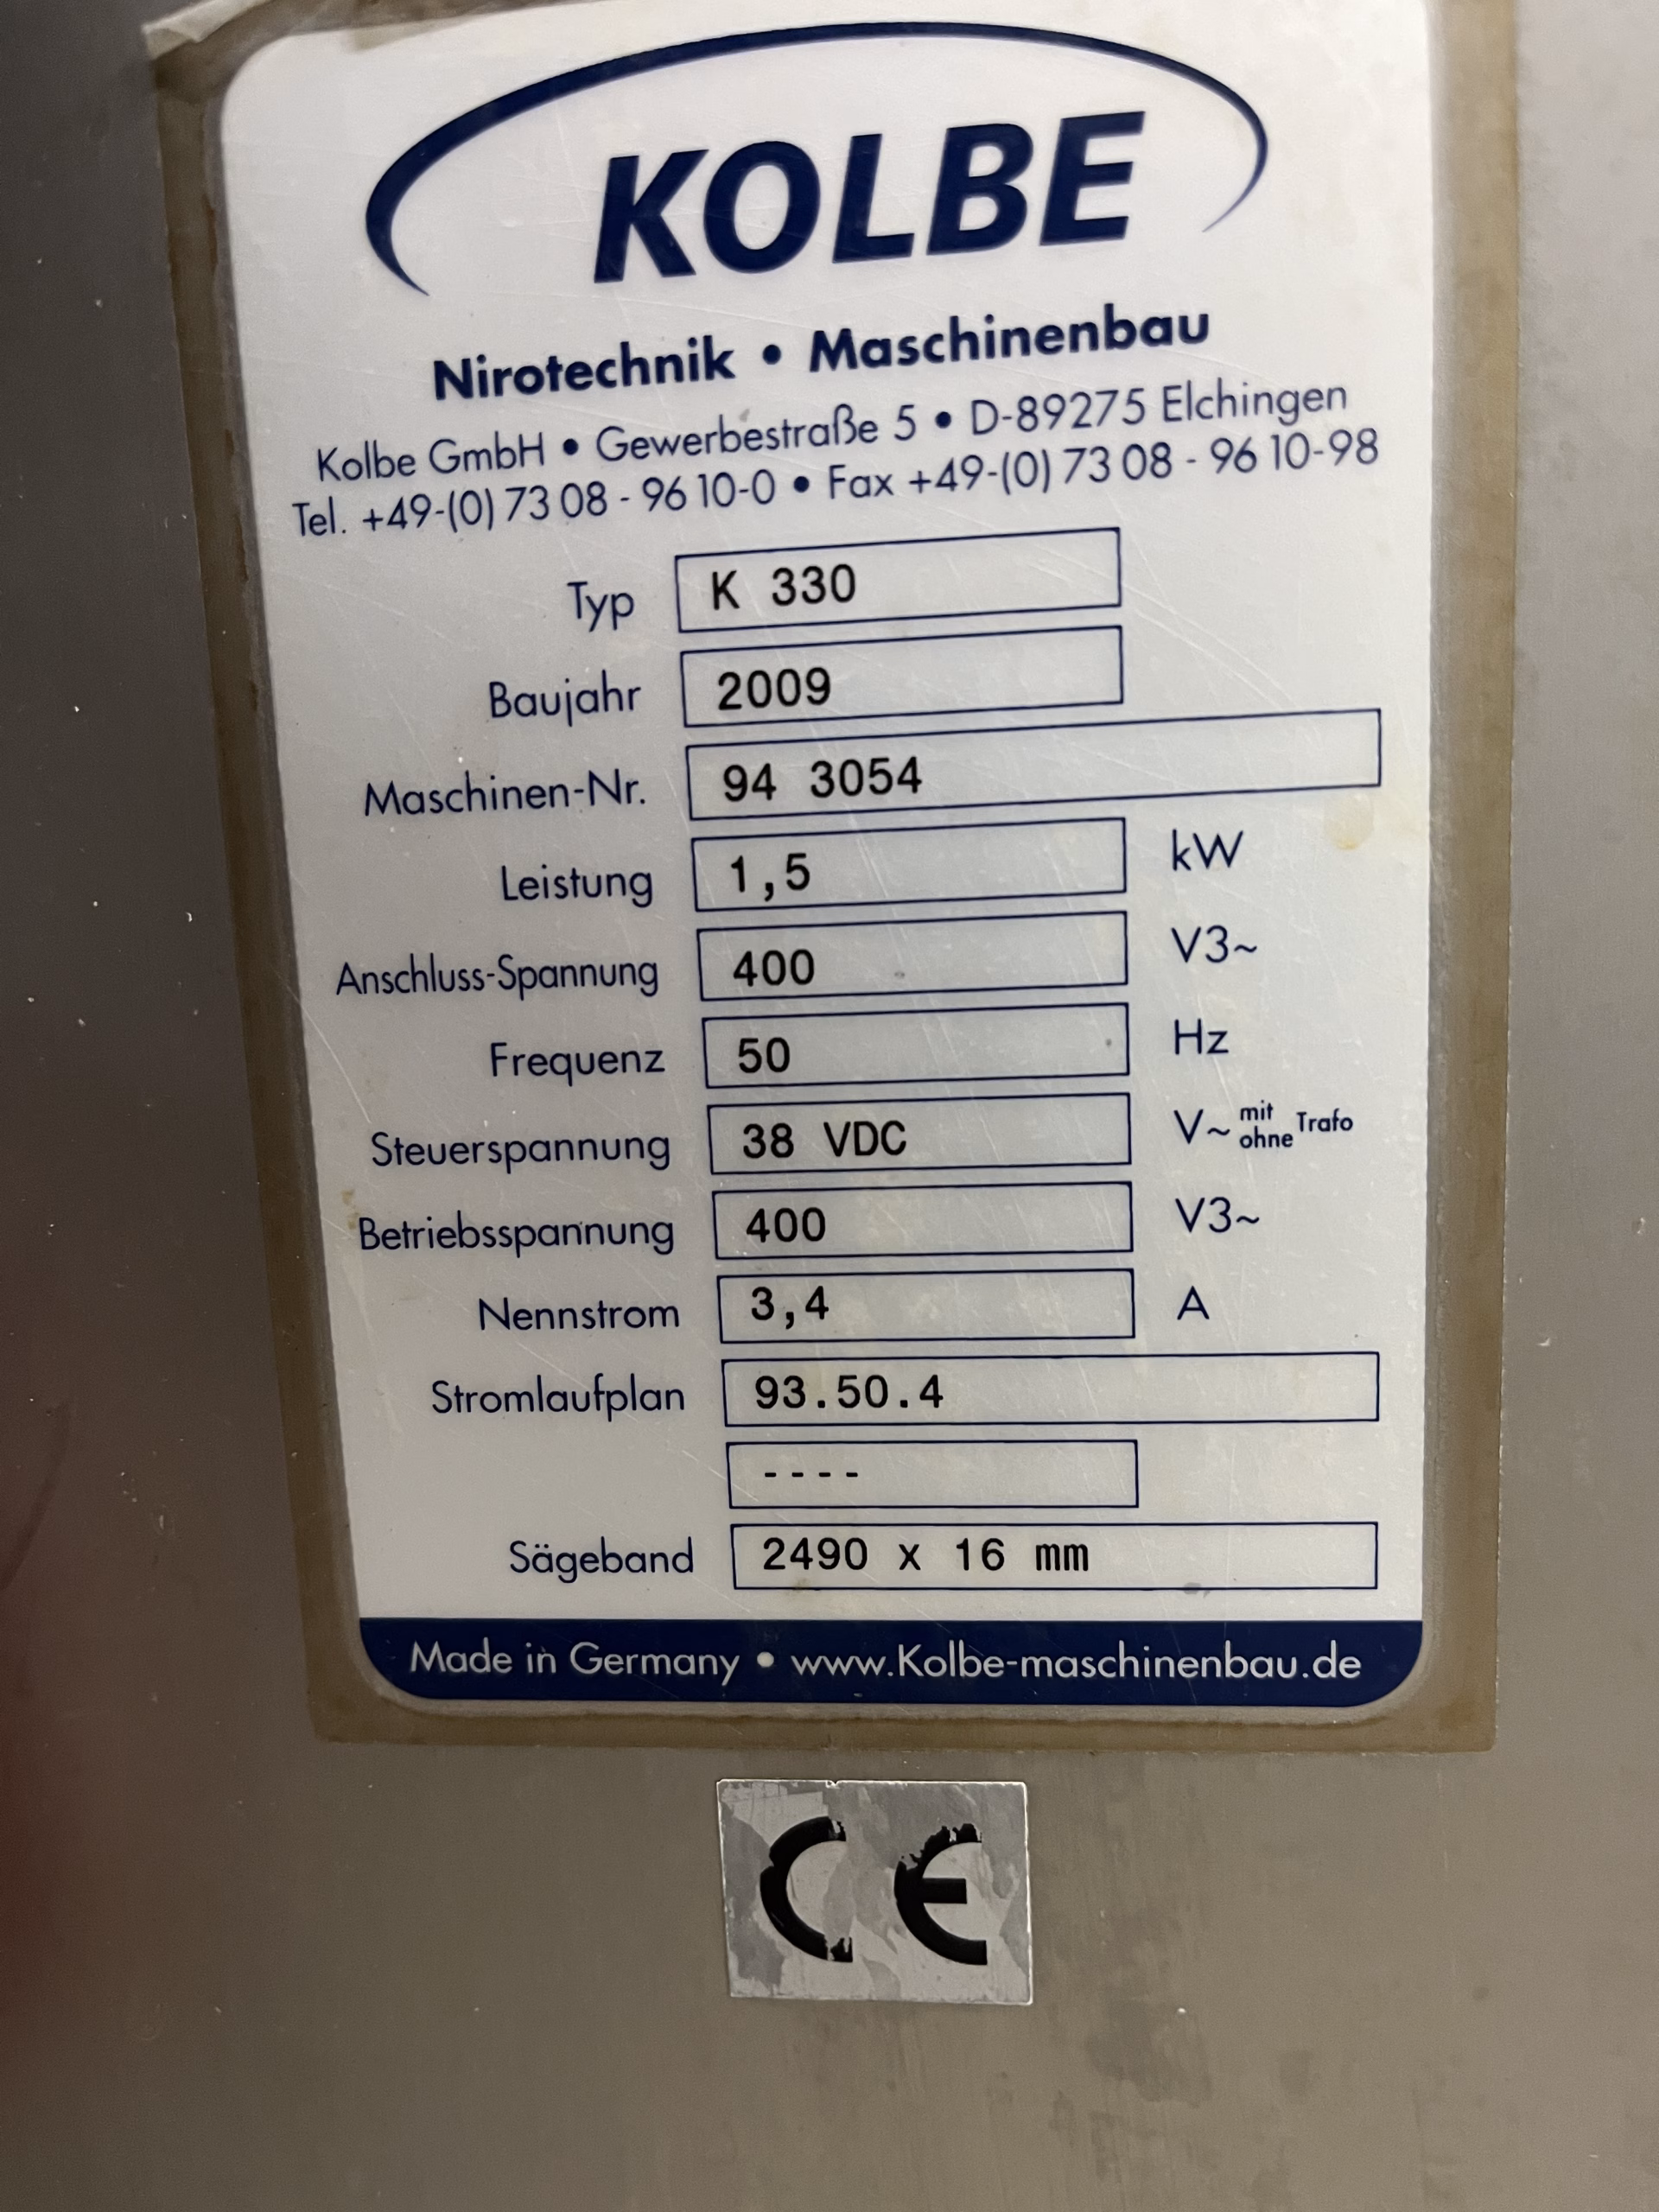 KOLBE
Nirotechnik • Maschinenbau
Kolbe GmbH • Gewerbestraße 5 • D-89275 Elchingen
Tel. +49-(0) 73 08 - 96 10-0 • Fax +49-(0) 73 08 - 96 10-98
Typ K 330
Baujahr 2009
Maschinen-Nr. 94 3054
Leistung 1,5 kW
Anschluss-Spannung 400 V3~
Frequenz 50 Hz
Steuerspannung 38 VDC V~ mit ohne Trafo
Betriebsspannung 400 V3~
Nennstrom 3,4 A
Stromlaufplan 93.50.4
----
Sägeband 2490 x 16 mm
Made in Germany • www.Kolbe-maschinenbau.de
CE